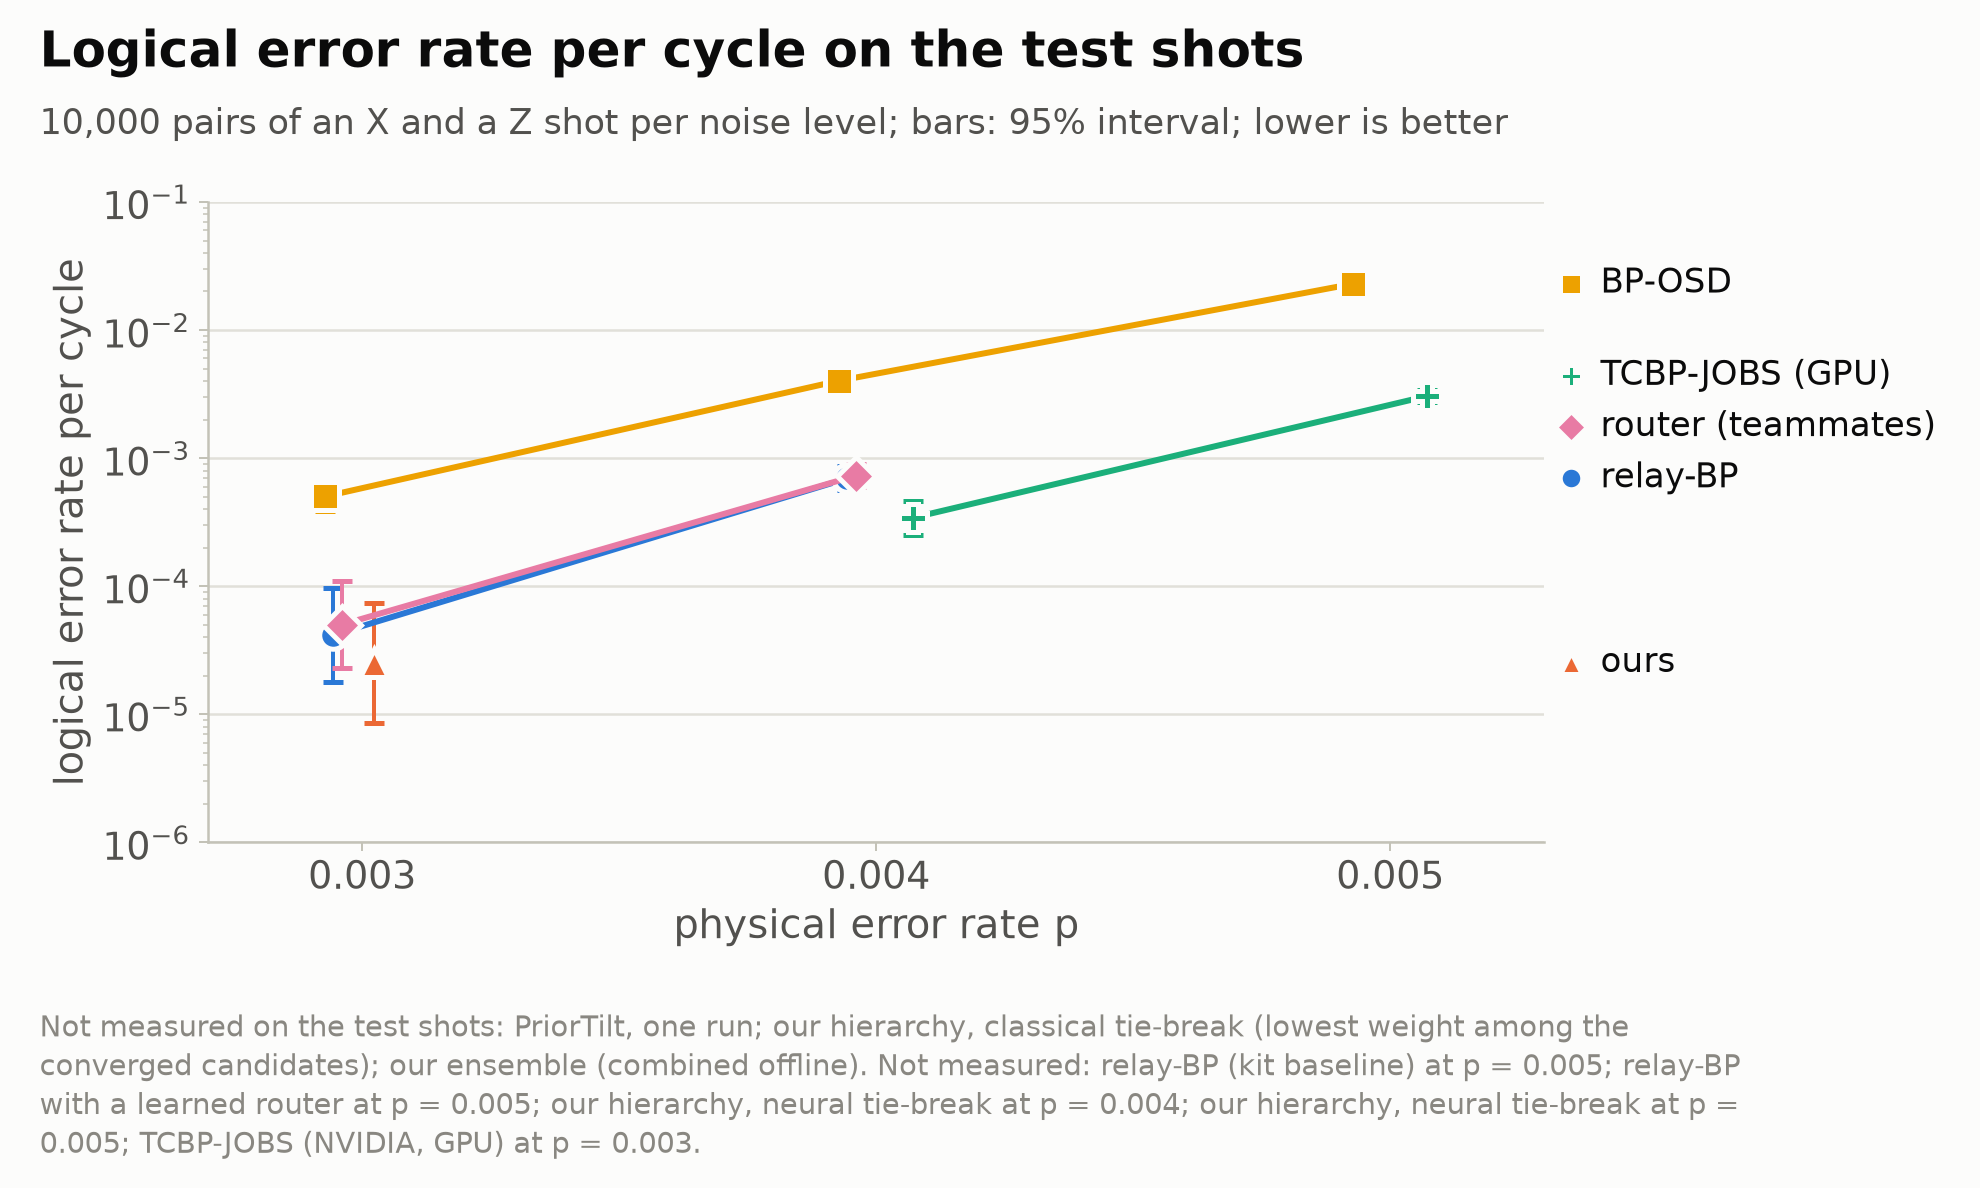 Logical error rate per cycle on the test shots
10,000 pairs of an X and a Z shot per noise level; bars: 95% interval; lower is better
logical error rate per cycle
10⁻¹
10⁻²
10⁻³
10⁻⁴
10⁻⁵
10⁻⁶
0.003
0.004
0.005
physical error rate p
BP-OSD
TCBP-JOBS (GPU)
router (teammates)
relay-BP
ours
Not measured on the test shots: PriorTilt, one run; our hierarchy, classical tie-break (lowest weight among the
converged candidates); our ensemble (combined offline). Not measured: relay-BP (kit baseline) at p = 0.005; relay-BP
with a learned router at p = 0.005; our hierarchy, neural tie-break at p = 0.004; our hierarchy, neural tie-break at p =
0.005; TCBP-JOBS (NVIDIA, GPU) at p = 0.003.